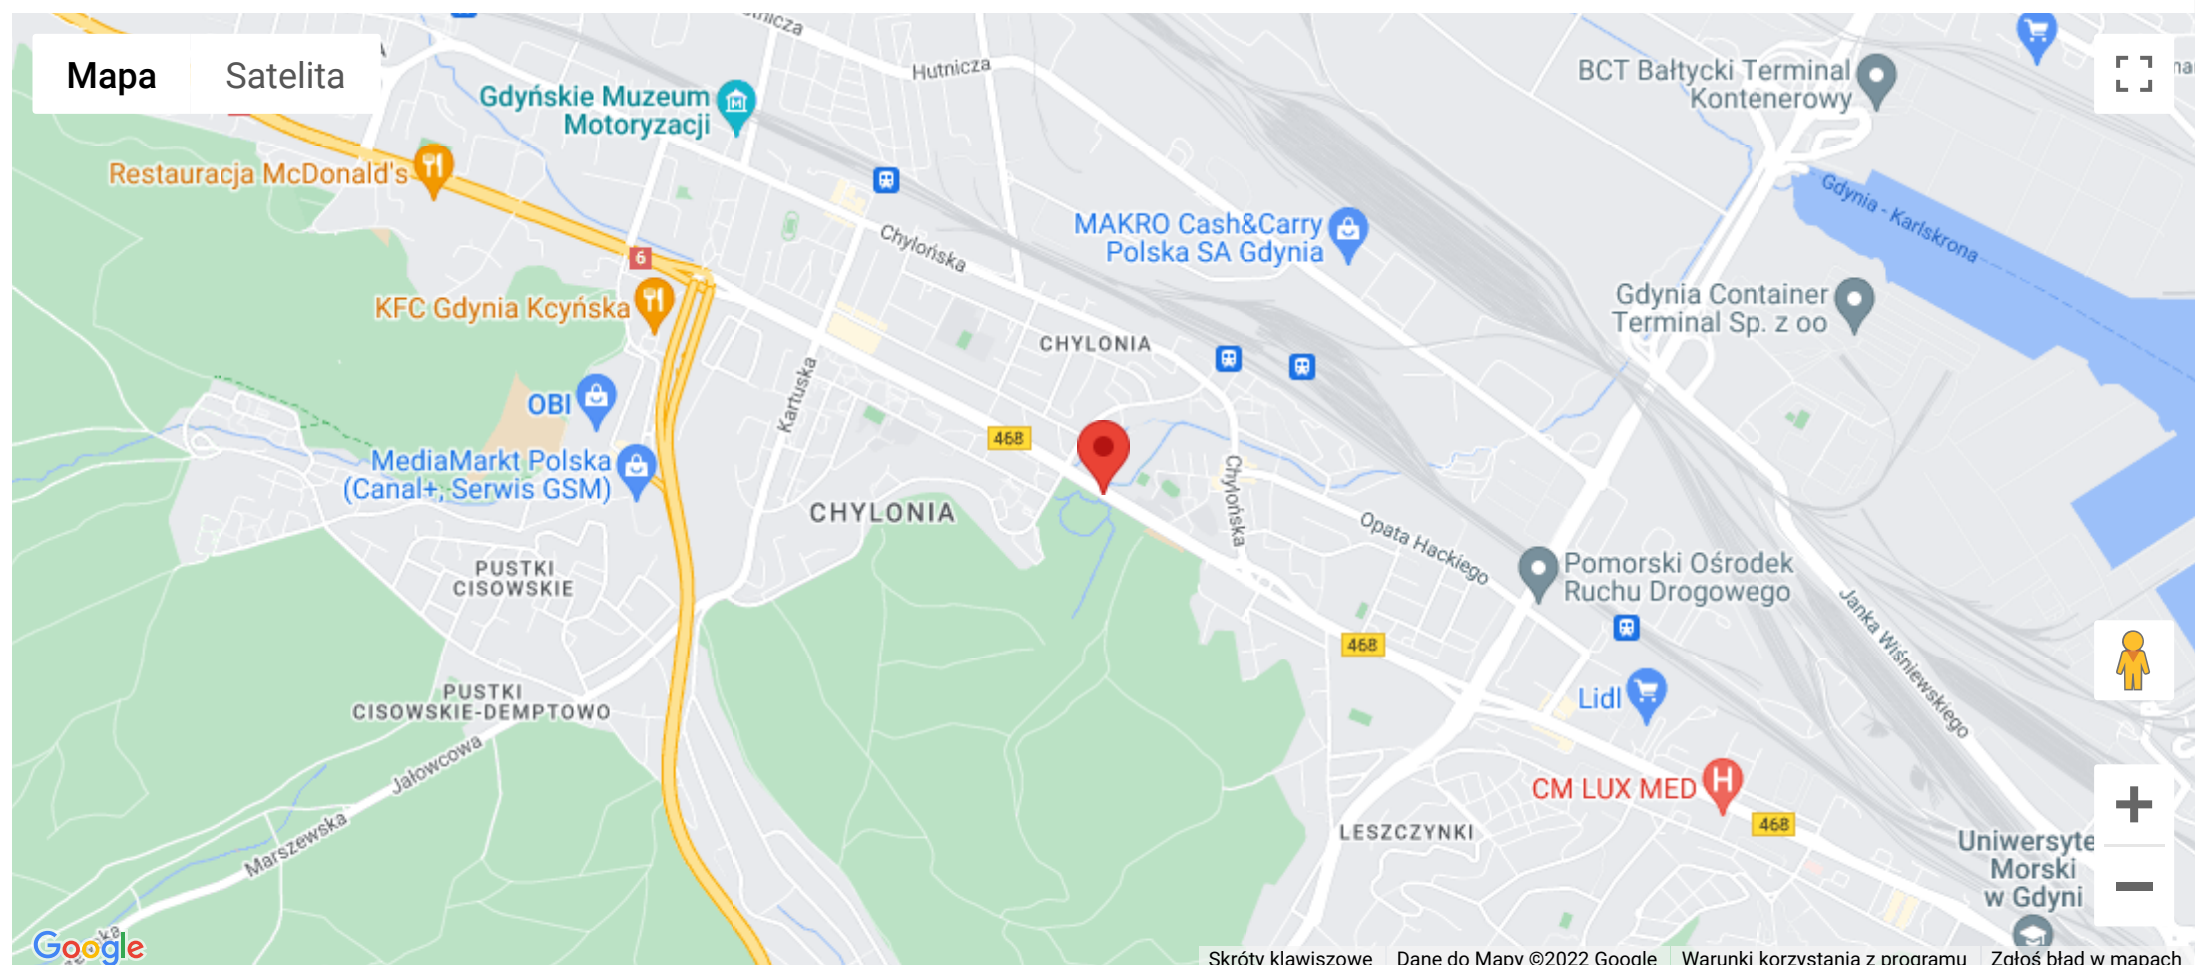 Mapa
Satelita
Hutnicza
Gdyńskie Muzeum
Motoryzacji
BCT Bałtycki Terminal
Kontenerowy
Restauracja McDonald's
Gdynia - Karlskrona
Chylońska
MAKRO Cash&Carry
Polska SA Gdynia
6
KFC Gdynia Kcyńska
Gdynia Container
Terminal Sp. z oo
CHYLONIA
Kartuska
OBI
468
MediaMarkt Polska
(Canal+, Serwis GSM)
CHYLONIA
Chylońska
Opata Hackiego
PUSTKI
CISOWSKIE
Pomorski Ośrodek
Ruchu Drogowego
Janka Wiśniewskiego
468
PUSTKI
CISOWSKIE-DEMPTOWO
Lidl
Jałowcowa
CM LUX MED
Marszewska
LESZCZYNKI
468
Uniwersyte
Morski
w Gdyni
Google
Skróty klawiszowe
Dane do Mapy ©2022 Google
Warunki korzystania z programu
Zgłoś błąd w mapach